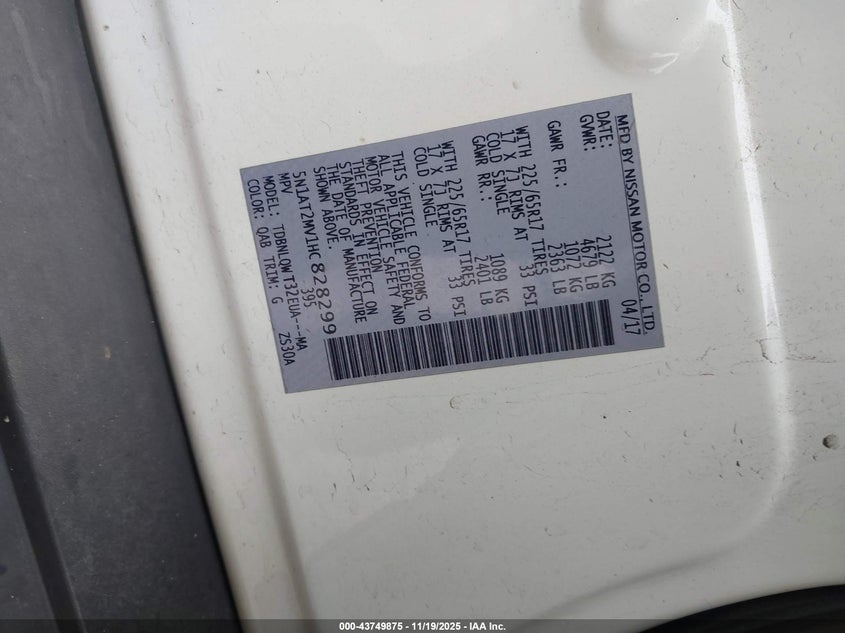 MFD BY NISSAN MOTOR CO., LTD.
DATE: 04/17
GVWR: 2122 KG
4679 LB
GAWR FR.: 1072 KG
2363 LB
WITH 225/65R17 TIRES
17 X 7J RIMS AT 33 PSI
COLD SINGLE
GAWR RR.: 1089 KG
2401 LB
WITH 225/65R17 TIRES
17 X 7J RIMS AT 33 PSI
COLD SINGLE
THIS VEHICLE CONFORMS TO
ALL APPLICABLE FEDERAL
MOTOR VEHICLE SAFETY AND
THEFT PREVENTION
STANDARDS IN EFFECT ON
THE DATE OF MANUFACTURE
SHOWN ABOVE.
5N1AT2MV1HC828299
MPV 395
MODEL: TDBNLQWT32EUA---MA
COLOR: QAB TRIM: G ZS30A
000-43749875 - 11/19/2025 - IAA Inc.